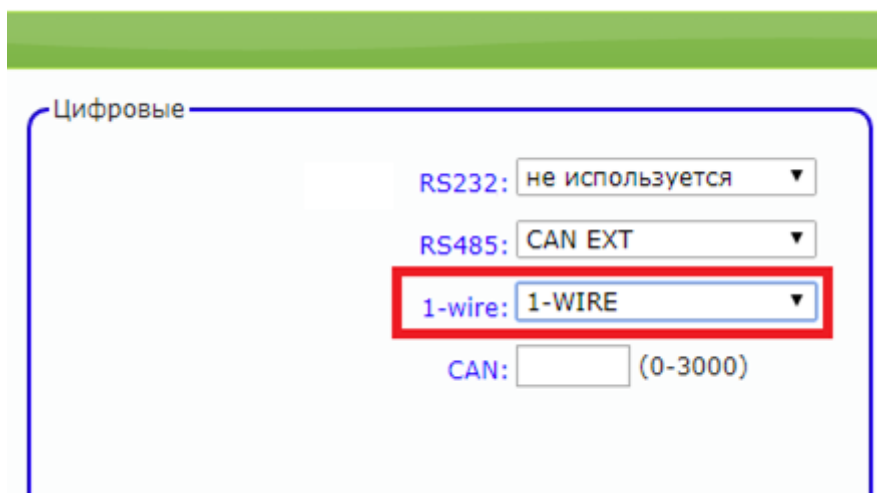 Цифровые
RS232: не используется
RS485: CAN EXT
1-wire: 1-WIRE
CAN: (0-3000)